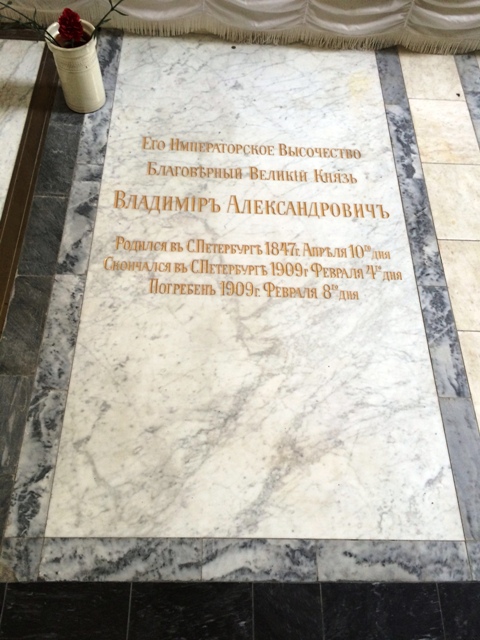 Его Императорское Высочество
Благовѣрный Великій Князь
Владиміръ Александровичъ
Родился въ С.Петербургѣ 1847г. Апрѣля 10го дня
Скончался въ С.Петербургѣ 1909г. Февраля 4го дня
Погребенъ 1909г. Февраля 8го дня